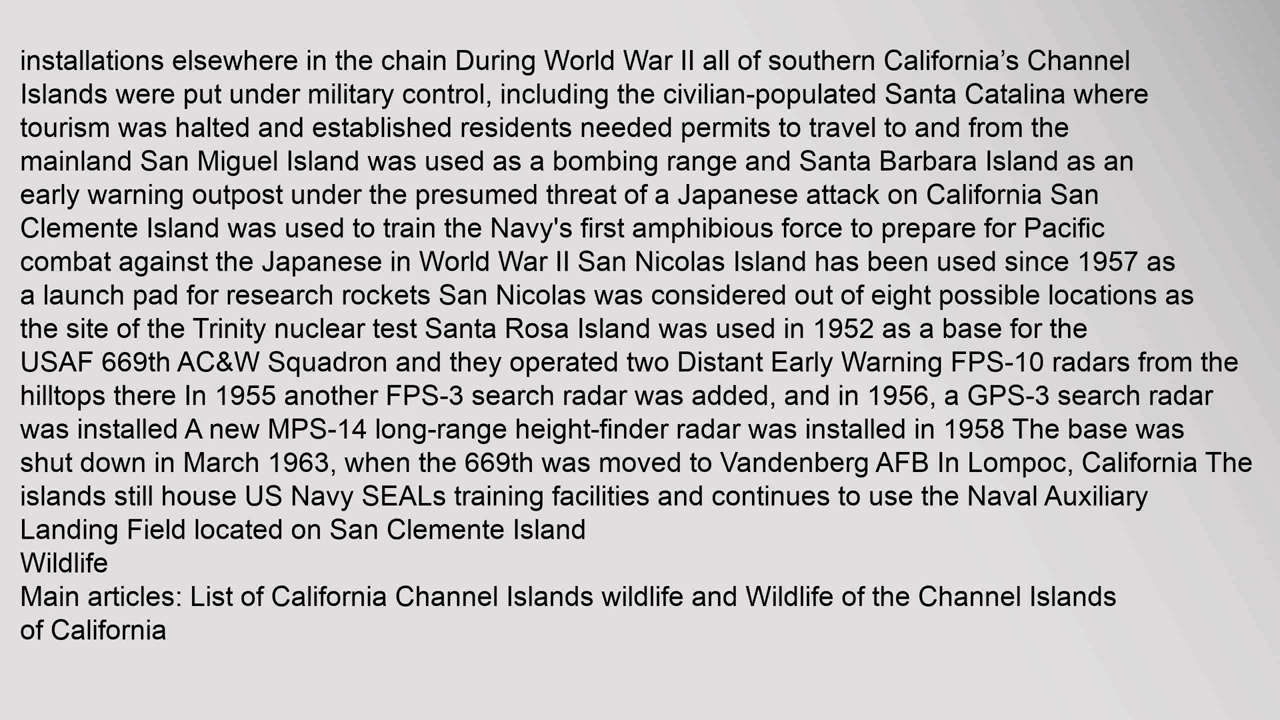 installations elsewhere in the chain During World War II all of southern California’s Channel
Islands were put under military control, including the civilian-populated Santa Catalina where
tourism was halted and established residents needed permits to travel to and from the
mainland San Miguel Island was used as a bombing range and Santa Barbara Island as an
early warning outpost under the presumed threat of a Japanese attack on California San
Clemente Island was used to train the Navy's first amphibious force to prepare for Pacific
combat against the Japanese in World War II San Nicolas Island has been used since 1957 as
a launch pad for research rockets San Nicolas was considered out of eight possible locations as
the site of the Trinity nuclear test Santa Rosa Island was used in 1952 as a base for the
USAF 669th AC&W Squadron and they operated two Distant Early Warning FPS-10 radars from the
hilltops there In 1955 another FPS-3 search radar was added, and in 1956, a GPS-3 search radar
was installed A new MPS-14 long-range height-finder radar was installed in 1958 The base was
shut down in March 1963, when the 669th was moved to Vandenberg AFB In Lompoc, California The
islands still house US Navy SEALs training facilities and continues to use the Naval Auxiliary
Landing Field located on San Clemente Island
Wildlife
Main articles: List of California Channel Islands wildlife and Wildlife of the Channel Islands
of California